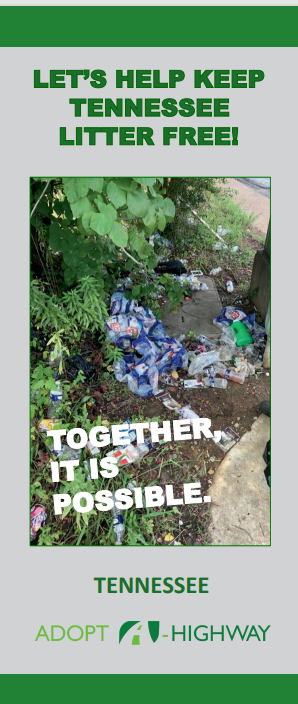 LET'S HELP KEEP
TENNESSEE
LITTER FREE!
TOGETHER,
IT IS
POSSIBLE.
TENNESSEE
ADOPT A-HIGHWAY